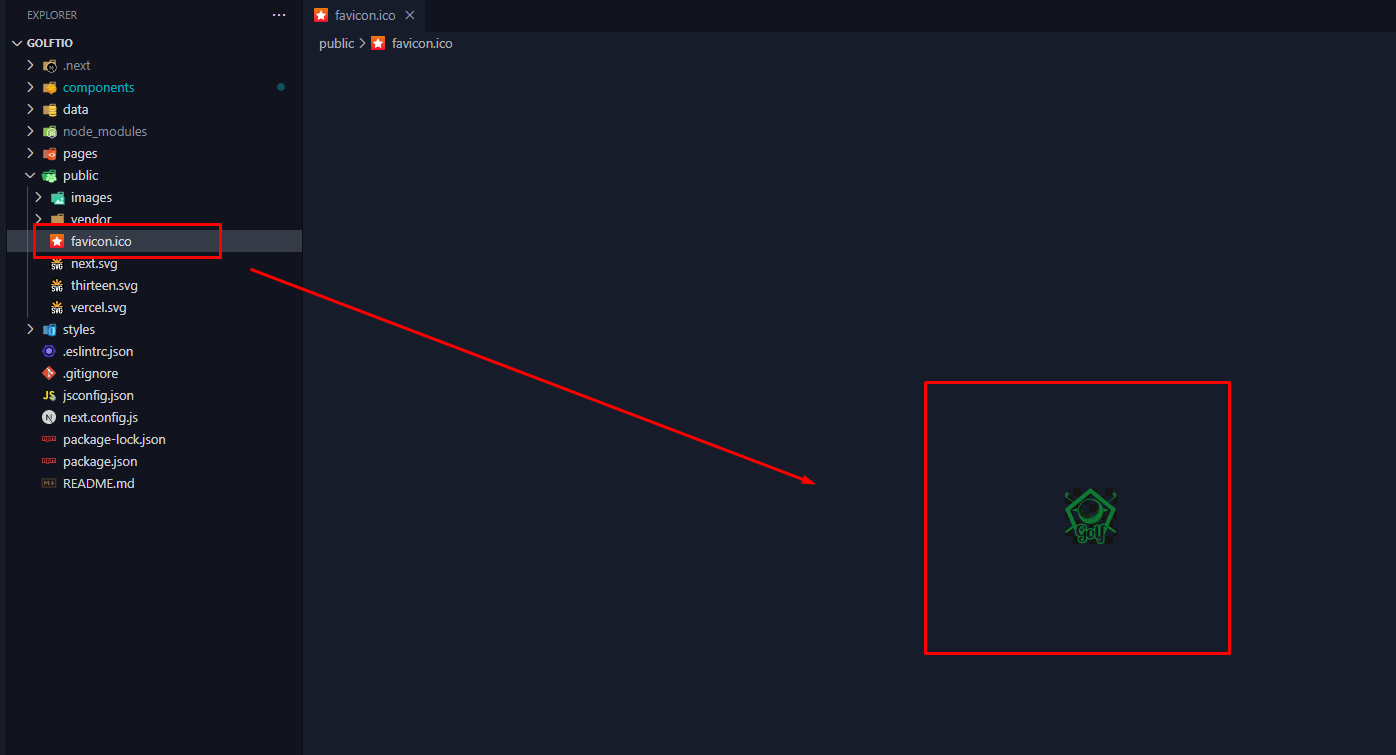 EXPLORER
GOLFTIO
.next
components
data
node_modules
pages
public
images
vendor
favicon.ico
next.svg
thirteen.svg
vercel.svg
styles
.eslintrc.json
.gitignore
jsconfig.json
next.config.js
package-lock.json
package.json
README.md
favicon.ico
public > favicon.ico
Golf